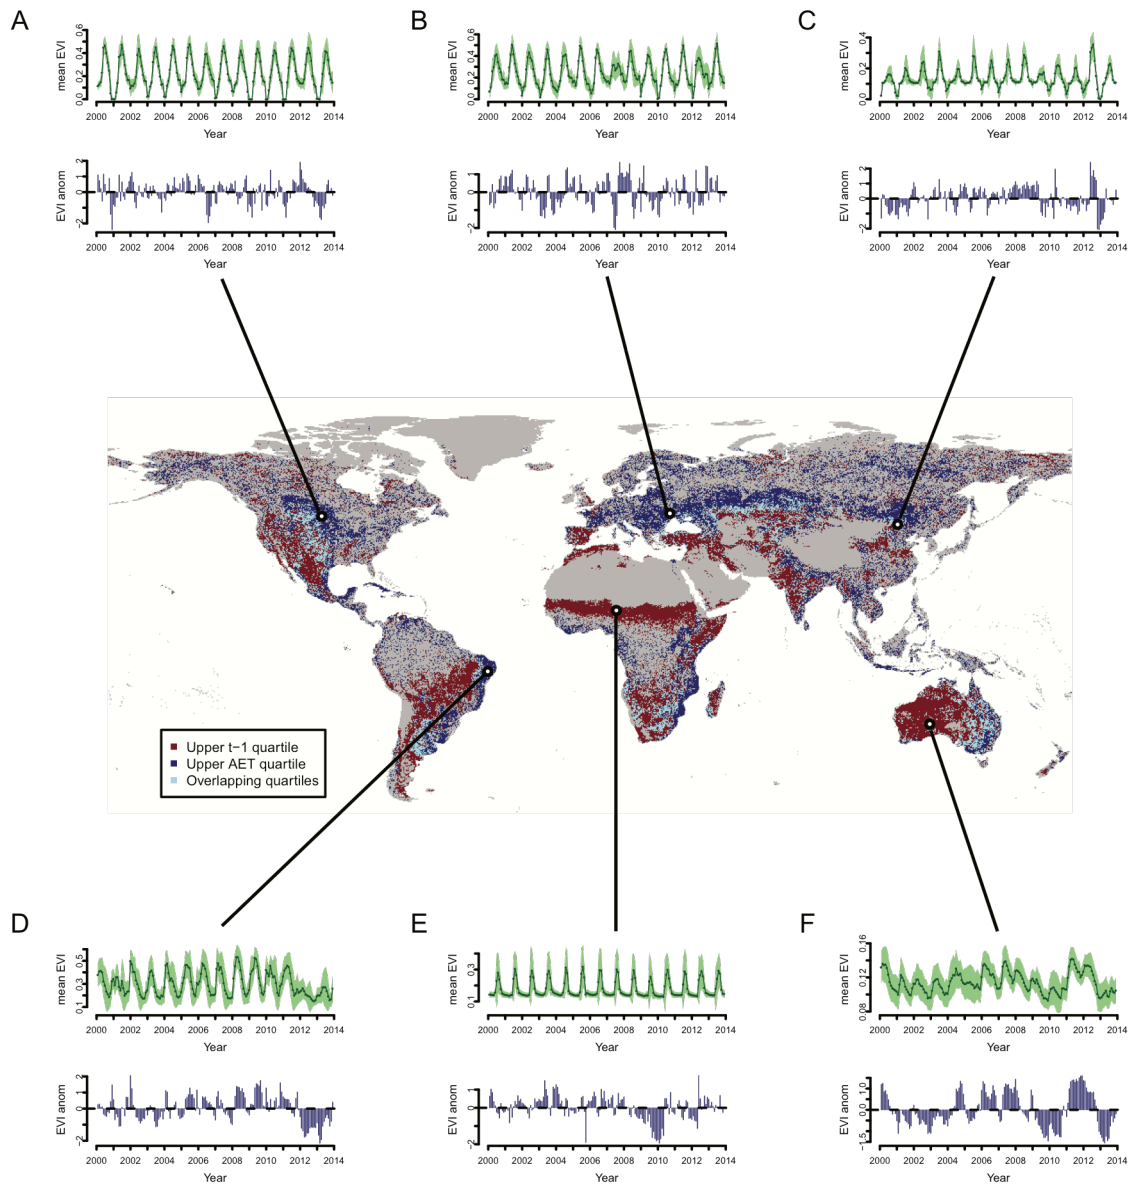 A
B
C
mean EVI
0.0 0.2 0.4 0.6
2000 2002 2004 2006 2008 2010 2012 2014
Year
EVI anom
−2 0 1 2
2000 2002 2004 2006 2008 2010 2012 2014
Year
mean EVI
0.0 0.2 0.4 0.6
2000 2002 2004 2006 2008 2010 2012 2014
Year
EVI anom
−2 0 1
2000 2002 2004 2006 2008 2010 2012 2014
Year
mean EVI
0.0 0.2 0.4
2000 2002 2004 2006 2008 2010 2012 2014
Year
EVI anom
−2 0 1 2
2000 2002 2004 2006 2008 2010 2012 2014
Year
Upper t−1 quartile
Upper AET quartile
Overlapping quartiles
D
E
F
mean EVI
0.1 0.3 0.5
2000 2002 2004 2006 2008 2010 2012 2014
Year
EVI anom
−2 0 1 2
2000 2002 2004 2006 2008 2010 2012 2014
Year
mean EVI
0.1 0.3
2000 2002 2004 2006 2008 2010 2012 2014
Year
EVI anom
−2 0 1
2000 2002 2004 2006 2008 2010 2012 2014
Year
mean EVI
0.08 0.12 0.16
2000 2002 2004 2006 2008 2010 2012 2014
Year
EVI anom
−1.5 0.0 1.0
2000 2002 2004 2006 2008 2010 2012 2014
Year